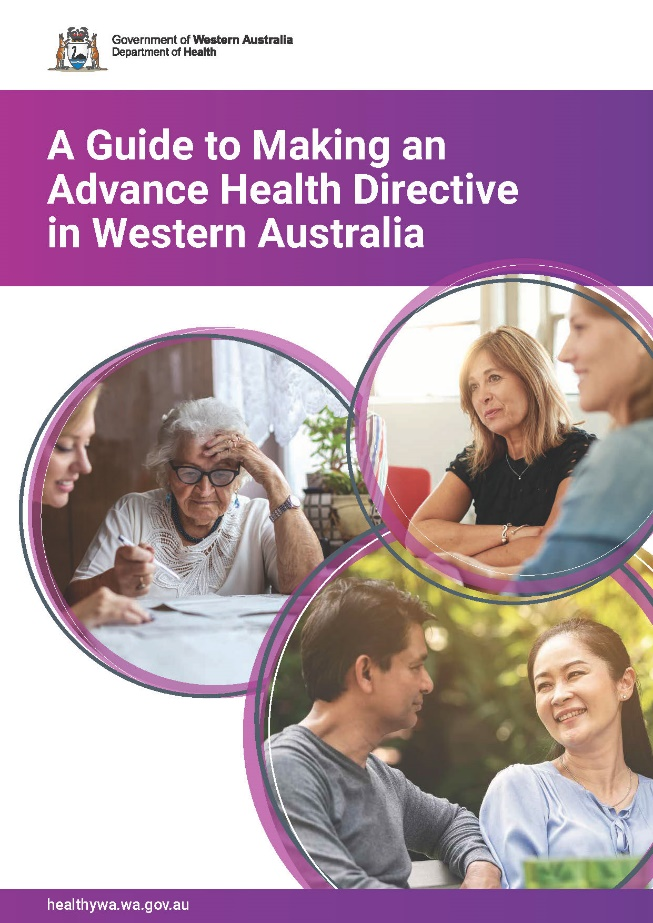 Government of Western Australia
Department of Health
A Guide to Making an
Advance Health Directive
in Western Australia
healthywa.wa.gov.au